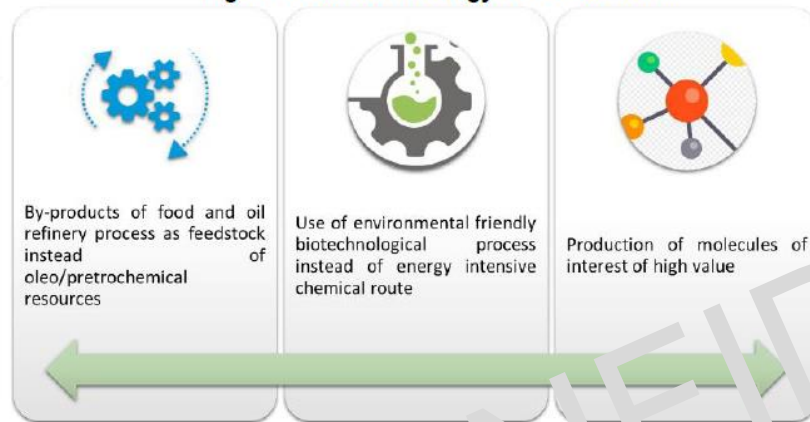 By-products of food and oil
refinery process as feedstock
instead of
oleo/pretrochemical
resources
Use of environmental friendly
biotechnological process
instead of energy intensive
chemical route
Production of molecules of
interest of high value